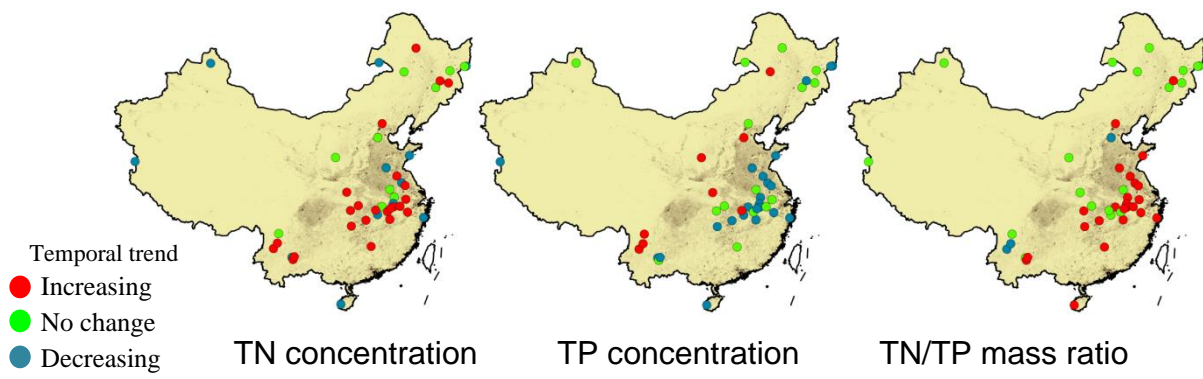 Temporal trend
Increasing
No change
Decreasing
TN concentration
TP concentration
TN/TP mass ratio